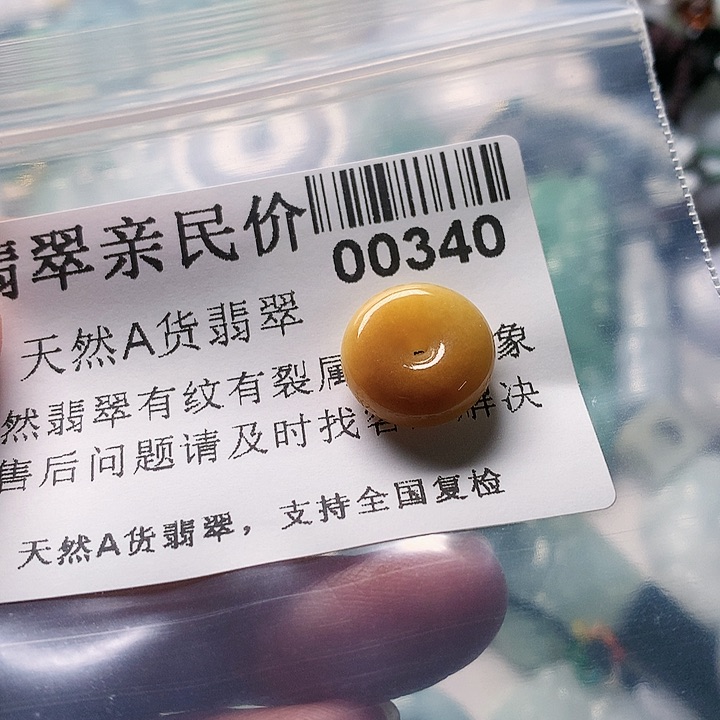 翡翠亲民价
00340
天然A货翡翠
然翡翠有纹有裂属 象
售后问题请及时找客 解决
天然A货翡翠，支持全国复检